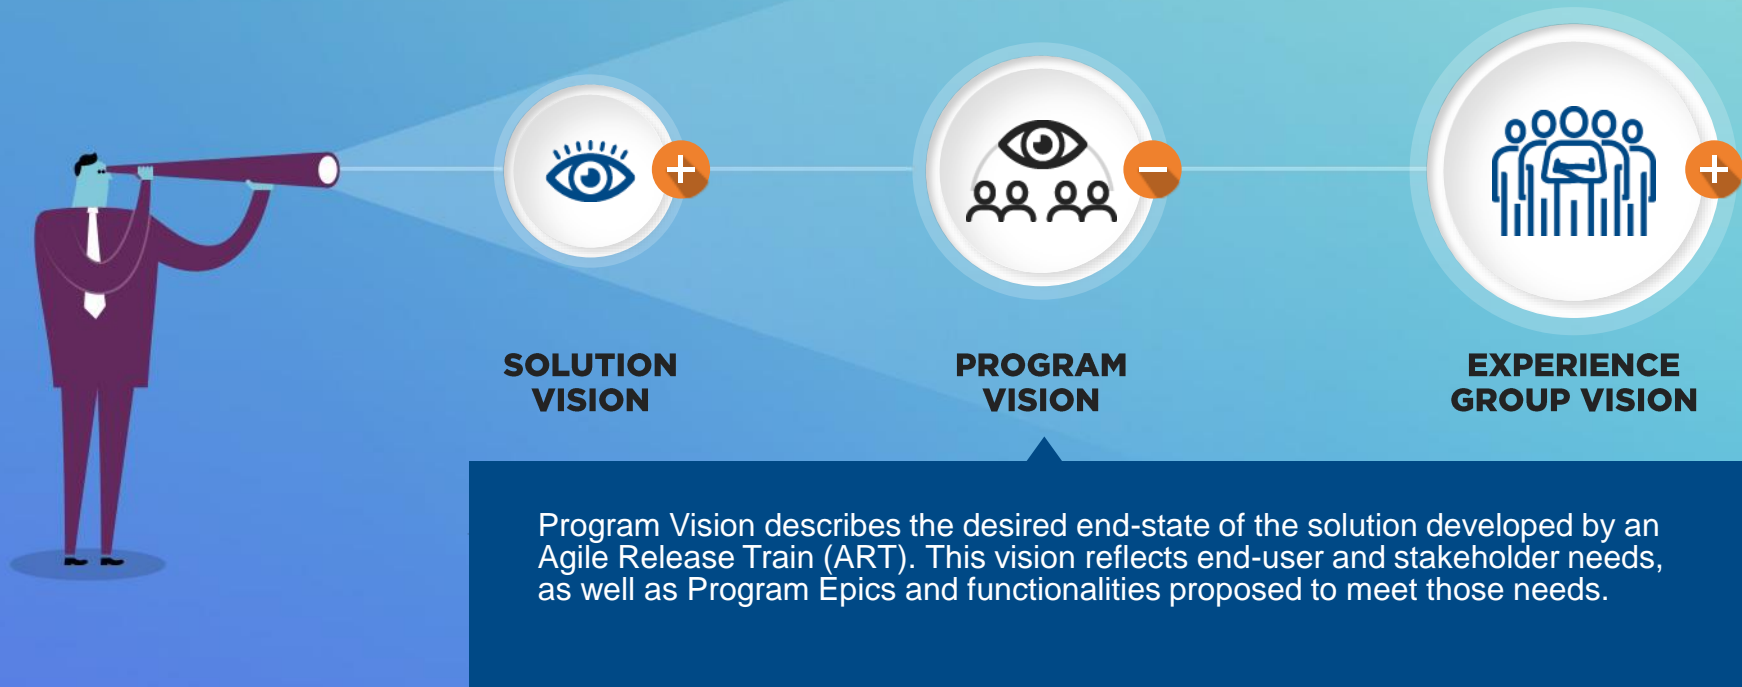 SOLUTION
VISION
PROGRAM
VISION
EXPERIENCE
GROUP VISION
Program Vision describes the desired end-state of the solution developed by an
Agile Release Train (ART). This vision reflects end-user and stakeholder needs,
as well as Program Epics and functionalities proposed to meet those needs.